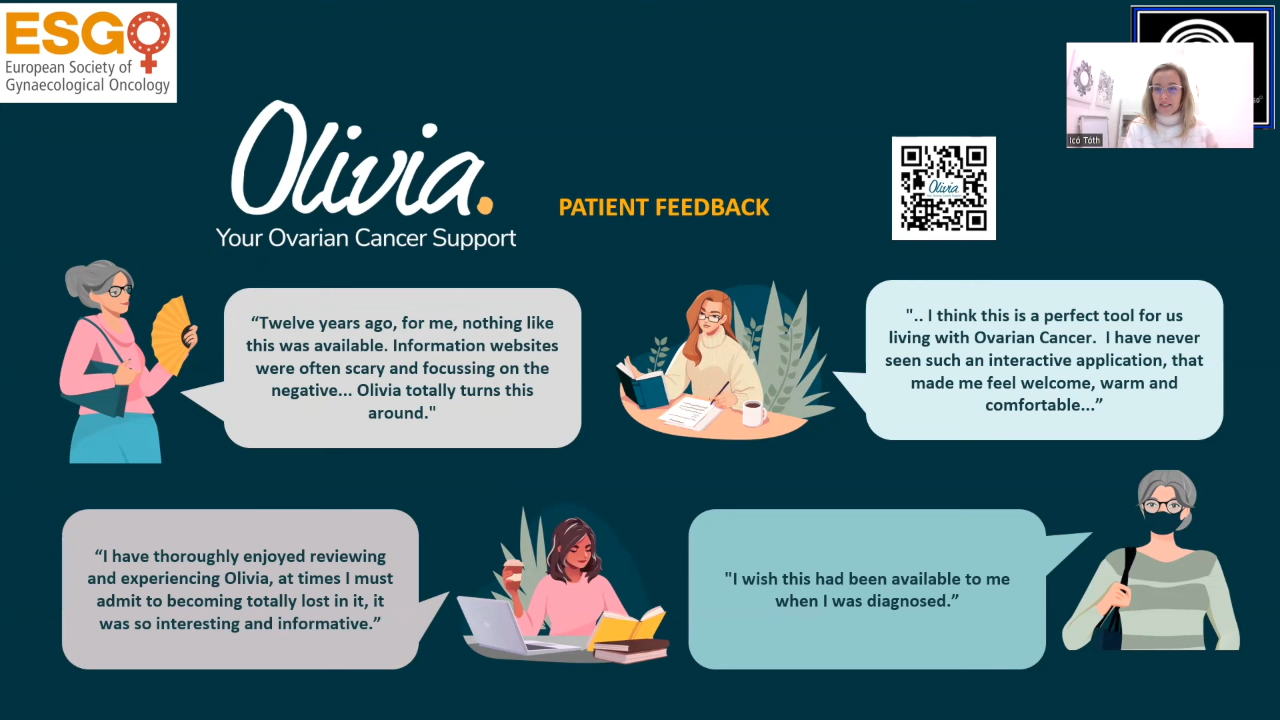 ESGO
European Society of
Gynaecological Oncology
Olivia.
Your Ovarian Cancer Support
PATIENT FEEDBACK
Olivia
Icó Tóth
“Twelve years ago, for me, nothing like
this was available. Information websites
were often scary and focussing on the
negative... Olivia totally turns this
around."
".. I think this is a perfect tool for us
living with Ovarian Cancer. I have never
seen such an interactive application, that
made me feel welcome, warm and
comfortable...”
“I have thoroughly enjoyed reviewing
and experiencing Olivia, at times I must
admit to becoming totally lost in it, it
was so interesting and informative.”
"I wish this had been available to me
when I was diagnosed.”